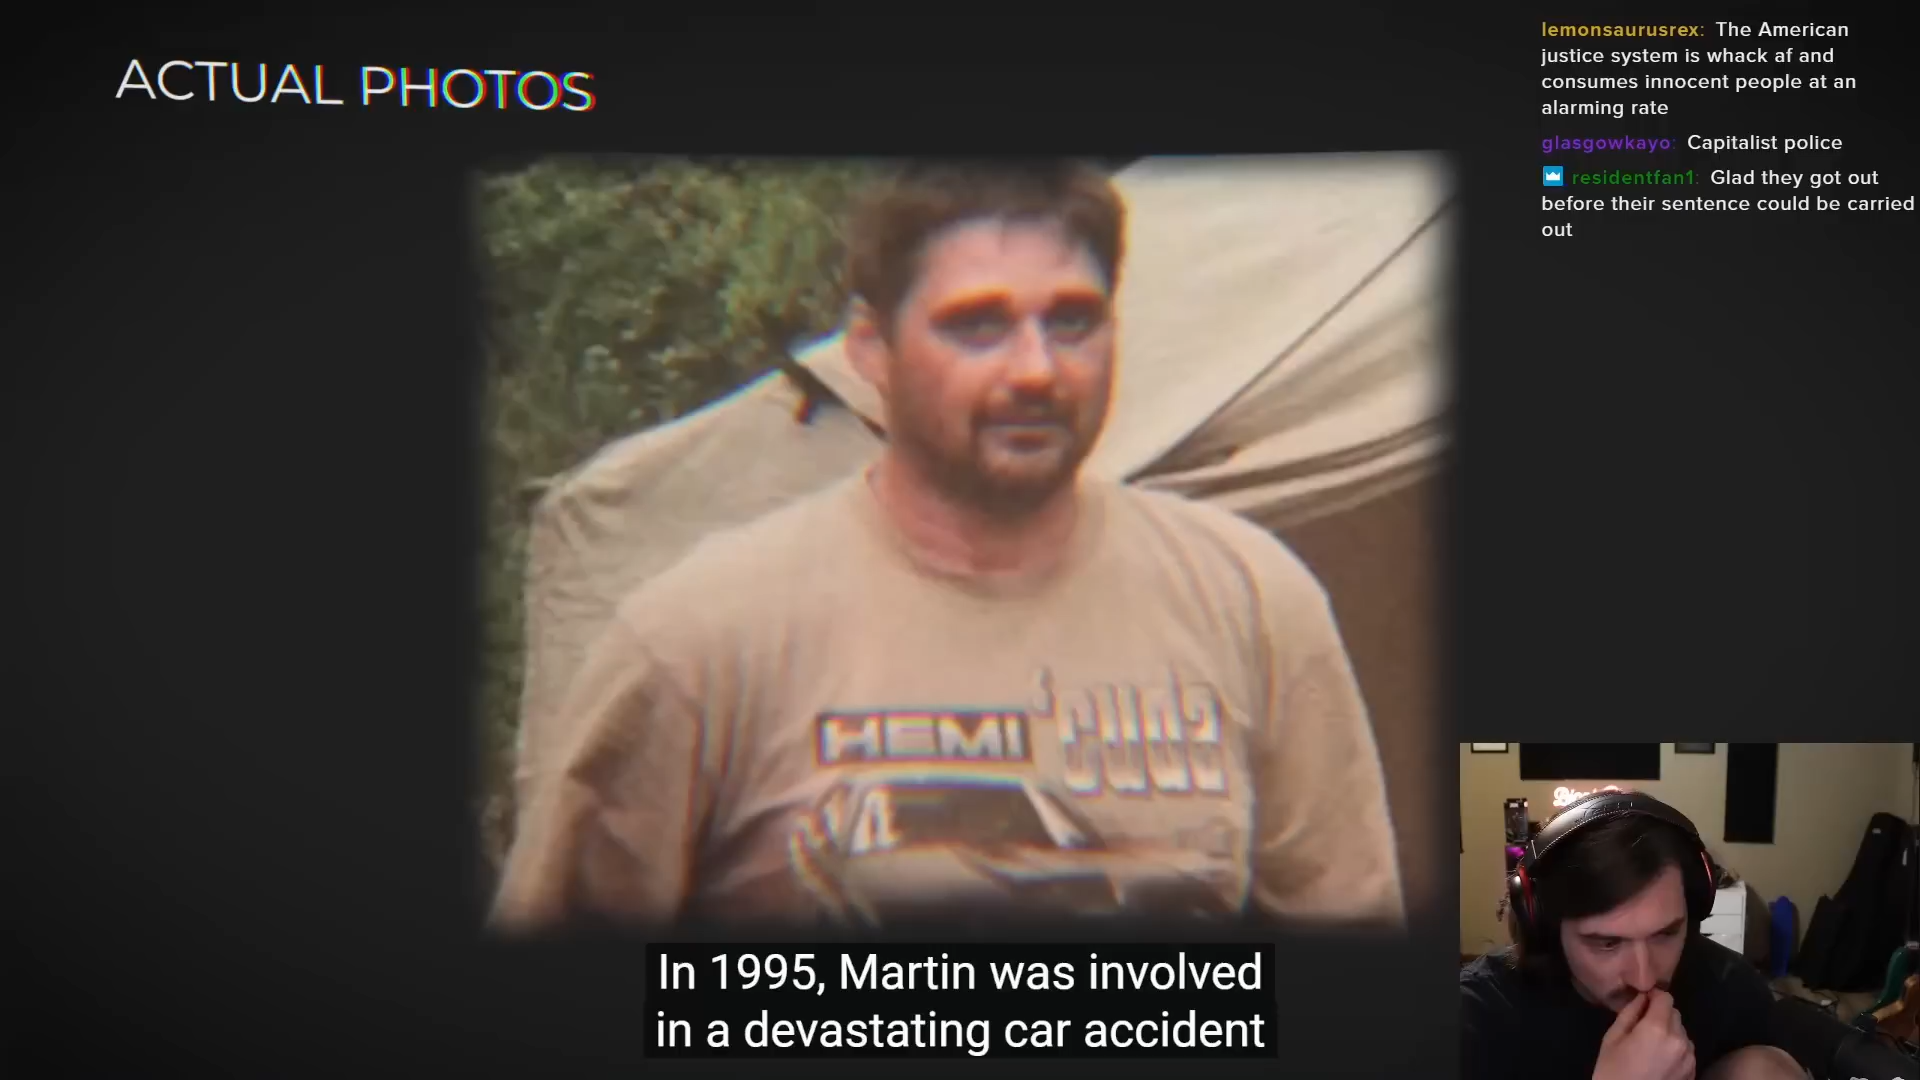 ACTUAL PHOTOS
lemonsaurusrex: The American
justice system is whack af and
consumes innocent people at an
alarming rate
glasgowkayo: Capitalist police
residentfan1: Glad they got out
before their sentence could be carried
out
HEMI 'cuda
In 1995, Martin was involved
in a devastating car accident